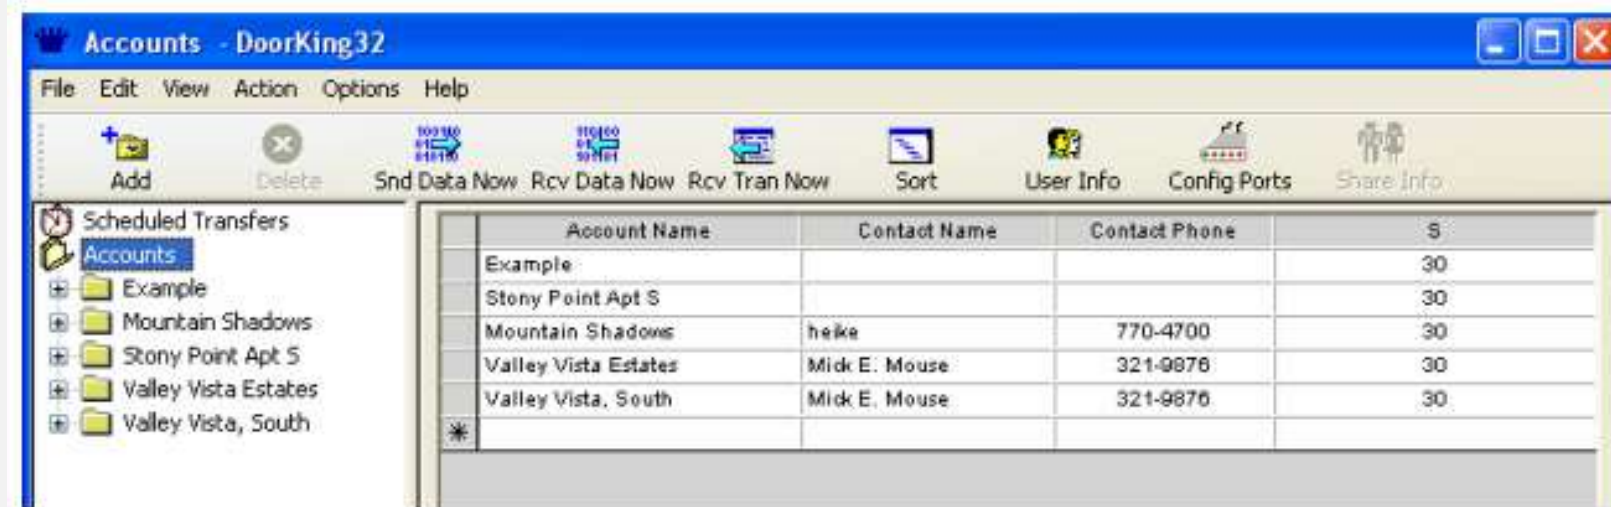 Accounts - DoorKing32
File Edit View Action Options Help
Add Delete Snd Data Now Rcv Data Now Rcv Tran Now Sort User Info Config Ports Share Info
Scheduled Transfers
Accounts
Example
Mountain Shadows
Stony Point Apt S
Valley Vista Estates
Valley Vista, South
Account Name Contact Name Contact Phone S
Example 30
Stony Point Apt S 30
Mountain Shadows heike 770-4700 30
Valley Vista Estates Mick E. Mouse 321-9876 30
Valley Vista, South Mick E. Mouse 321-9876 30